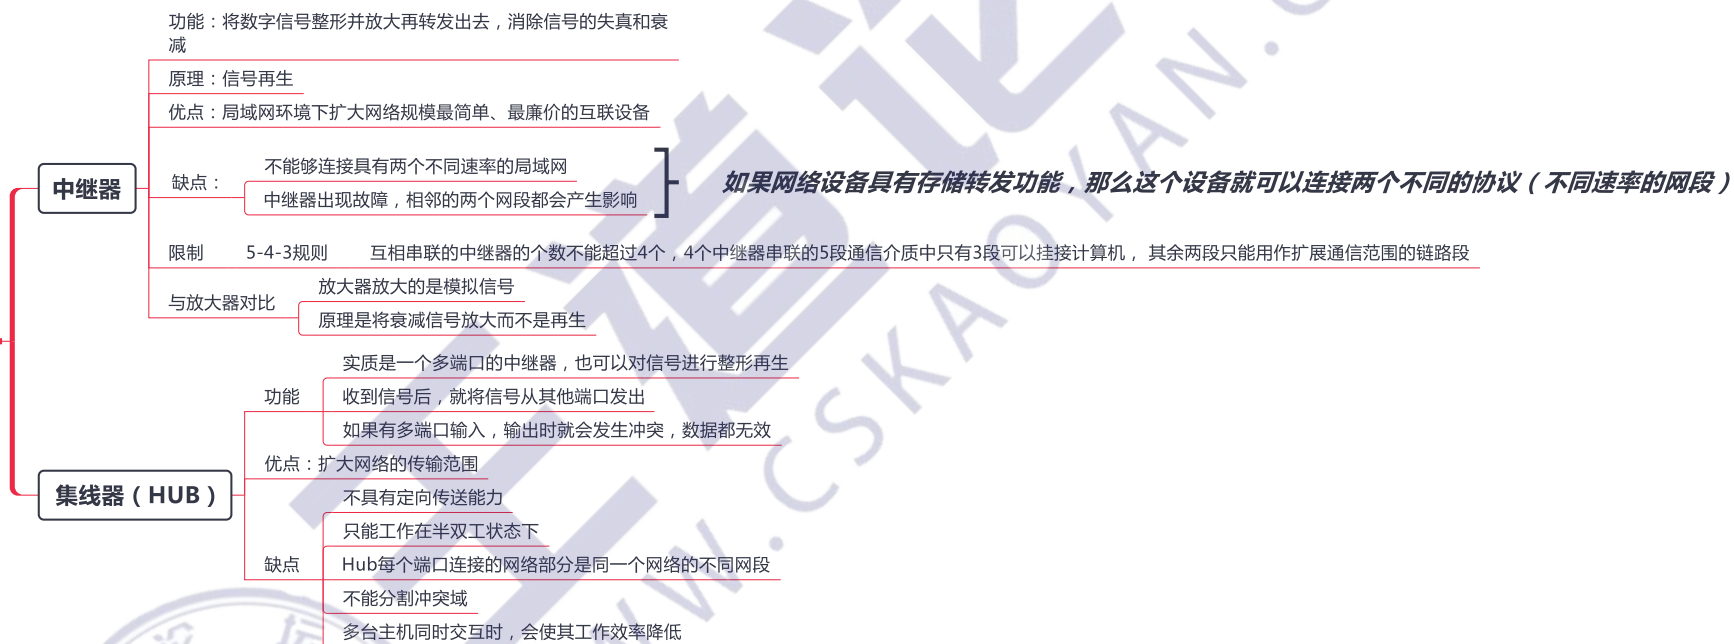 功能：将数字信号整形并放大再转发出去，消除信号的失真和衰
减
原理：信号再生
优点：局域网环境下扩大网络规模最简单、最廉价的互联设备
中继器
缺点：
不能够连接具有两个不同速率的局域网
中继器出现故障，相邻的两个网段都会产生影响
如果网络设备具有存储转发功能，那么这个设备就可以连接两个不同的协议（不同速率的网段）
限制 5-4-3规则 互相串联的中继器的个数不能超过4个，4个中继器串联的5段通信介质中只有3段可以挂接计算机， 其余两段只能用作扩展通信范围的链路段
与放大器对比
放大器放大的是模拟信号
原理是将衰减信号放大而不是再生
集线器（HUB）
功能
实质是一个多端口的中继器，也可以对信号进行整形再生
收到信号后，就将信号从其他端口发出
如果有多端口输入，输出时就会发生冲突，数据都无效
优点：扩大网络的传输范围
缺点
不具有定向传送能力
只能工作在半双工状态下
Hub每个端口连接的网络部分是同一个网络的不同网段
不能分割冲突域
多台主机同时交互时，会使其工作效率降低
王道论
W.CSKAOYAN.C